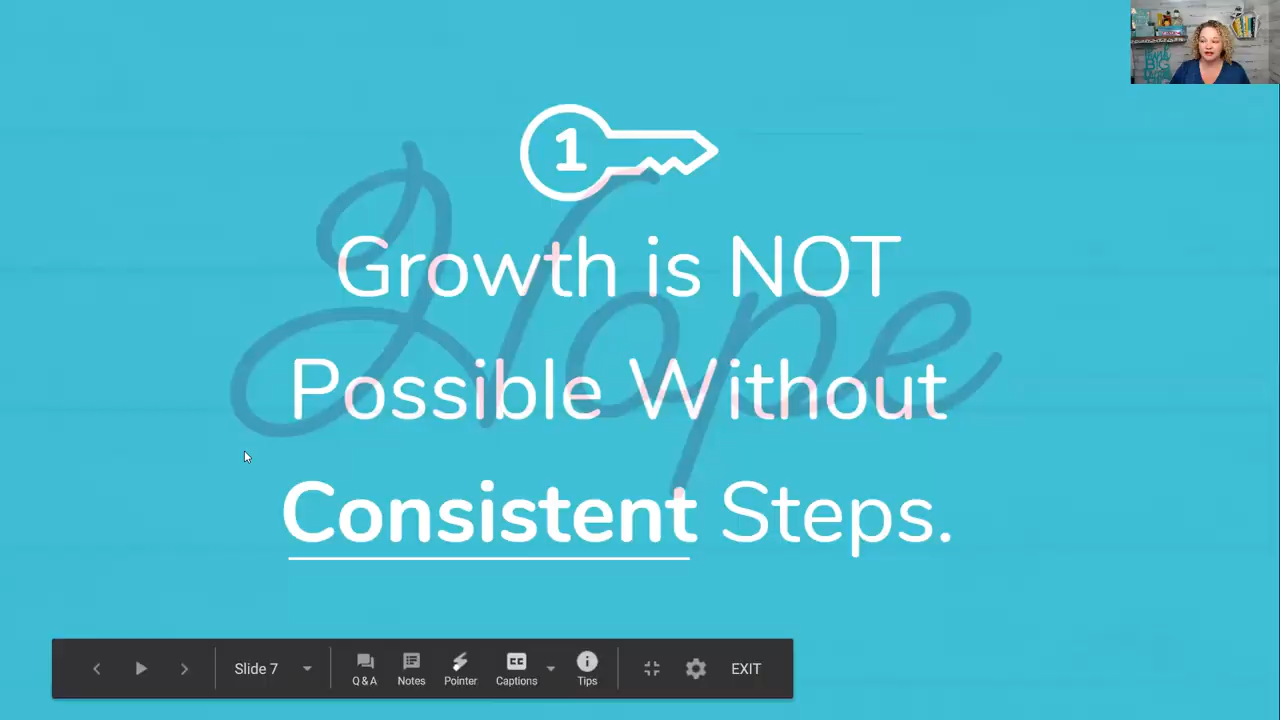 1
Growth is NOT
Hope
Possible Without
Consistent Steps.
Slide 7
Q & A
Notes
Pointer
CC
Captions
Tips
EXIT